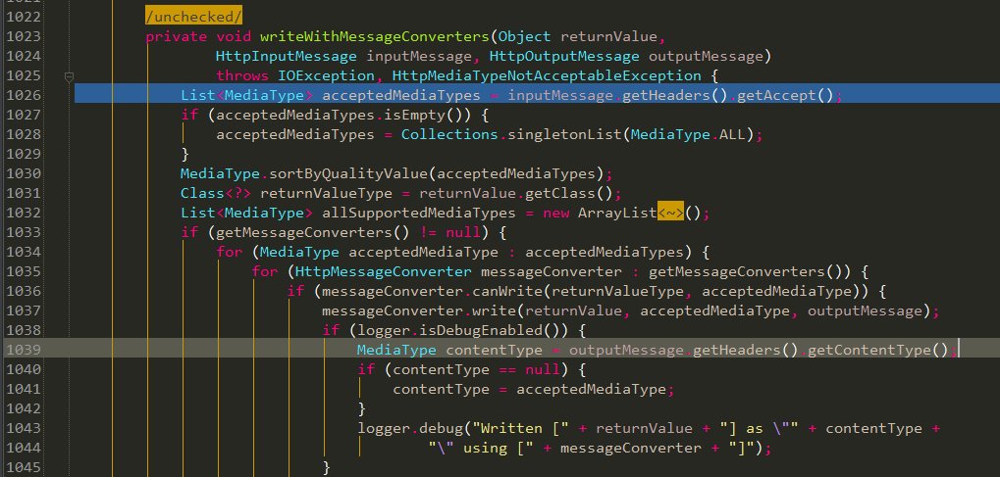 1022 /unchecked/
1023 private void writeWithMessageConverters(Object returnValue,
1024 HttpInputMessage inputMessage, HttpOutputMessage outputMessage)
1025 throws IOException, HttpMediaTypeNotAcceptableException {
1026 List<MediaType> acceptedMediaTypes = inputMessage.getHeaders().getAccept();
1027 if (acceptedMediaTypes.isEmpty()) {
1028 acceptedMediaTypes = Collections.singletonList(MediaType.ALL);
1029 }
1030 MediaType.sortByQualityValue(acceptedMediaTypes);
1031 Class<?> returnValueType = returnValue.getClass();
1032 List<MediaType> allSupportedMediaTypes = new ArrayList<~>();
1033 if (getMessageConverters() != null) {
1034 for (MediaType acceptedMediaType : acceptedMediaTypes) {
1035 for (HttpMessageConverter messageConverter : getMessageConverters()) {
1036 if (messageConverter.canWrite(returnValueType, acceptedMediaType)) {
1037 messageConverter.write(returnValue, acceptedMediaType, outputMessage);
1038 if (logger.isDebugEnabled()) {
1039 MediaType contentType = outputMessage.getHeaders().getContentType();
1040 if (contentType == null) {
1041 contentType = acceptedMediaType;
1042 }
1043 logger.debug("Written [" + returnValue + "] as \"" + contentType +
1044 "\" using [" + messageConverter + "]");
1045 }